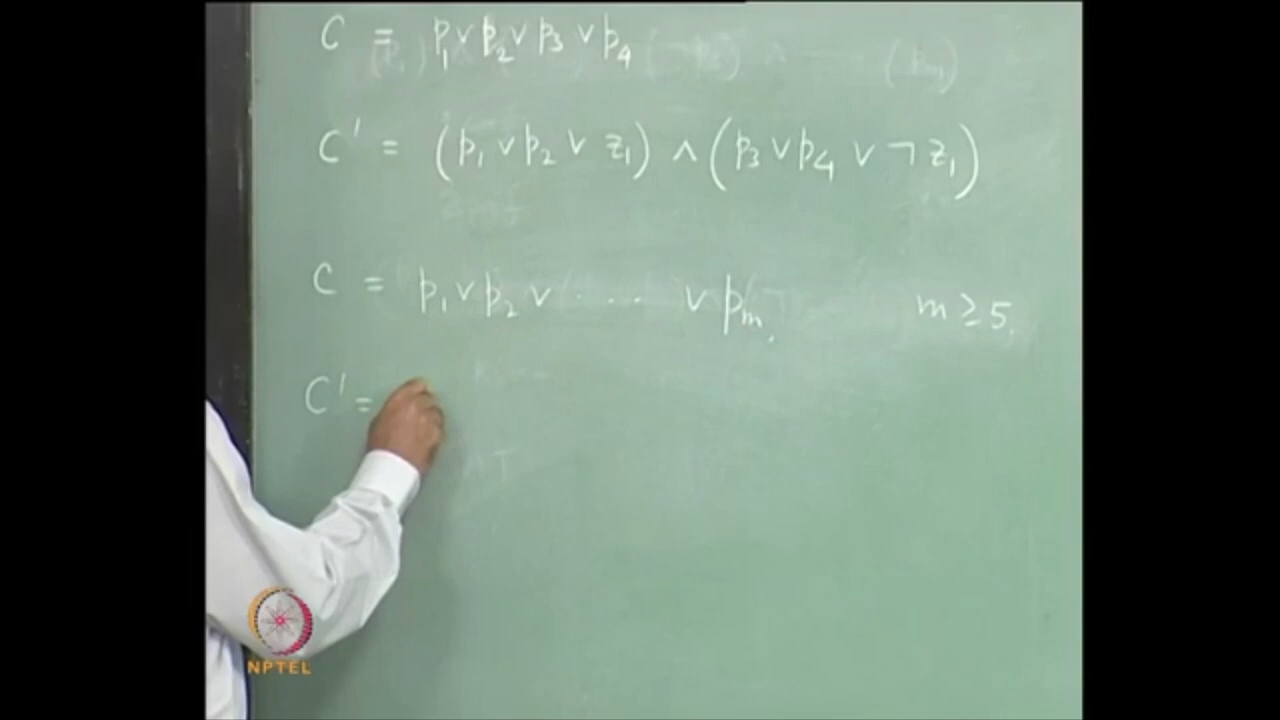 C = p₁ ∨ p₂ ∨ p₃ ∨ p₄
C' = (p₁ ∨ p₂ ∨ z₁) ∧ (p₃ ∨ p₄ ∨ ¬ z₁)
C = p₁ ∨ p₂ ∨ · · · · ∨ pₘ. m ≥ 5.
C' =
NPTEL